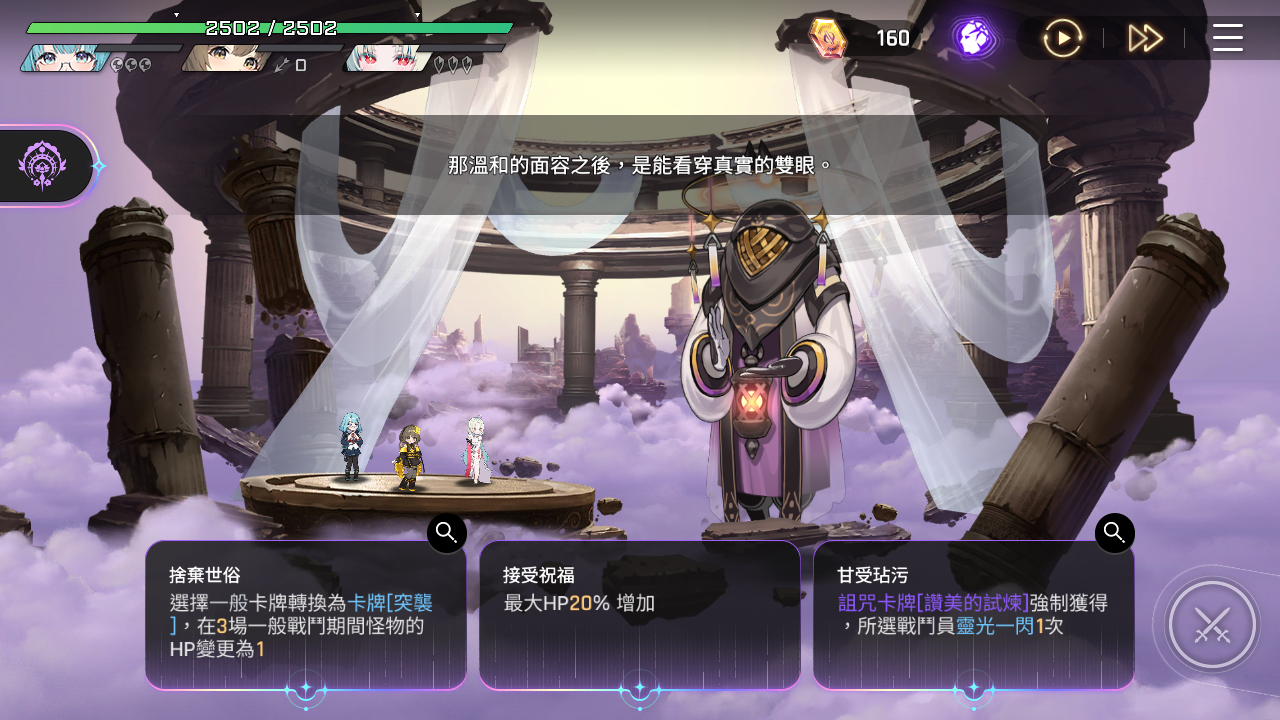 2502 / 2502
160
0
那溫和的面容之後，是能看穿真實的雙眼。
捨棄世俗
選擇一般卡牌轉換為卡牌[突襲
]，在3場一般戰鬥期間怪物的
HP變更為1
接受祝福
最大HP20% 增加
甘受玷污
詛咒卡牌[讚美的試煉]強制獲得
，所選戰鬥員靈光一閃1次